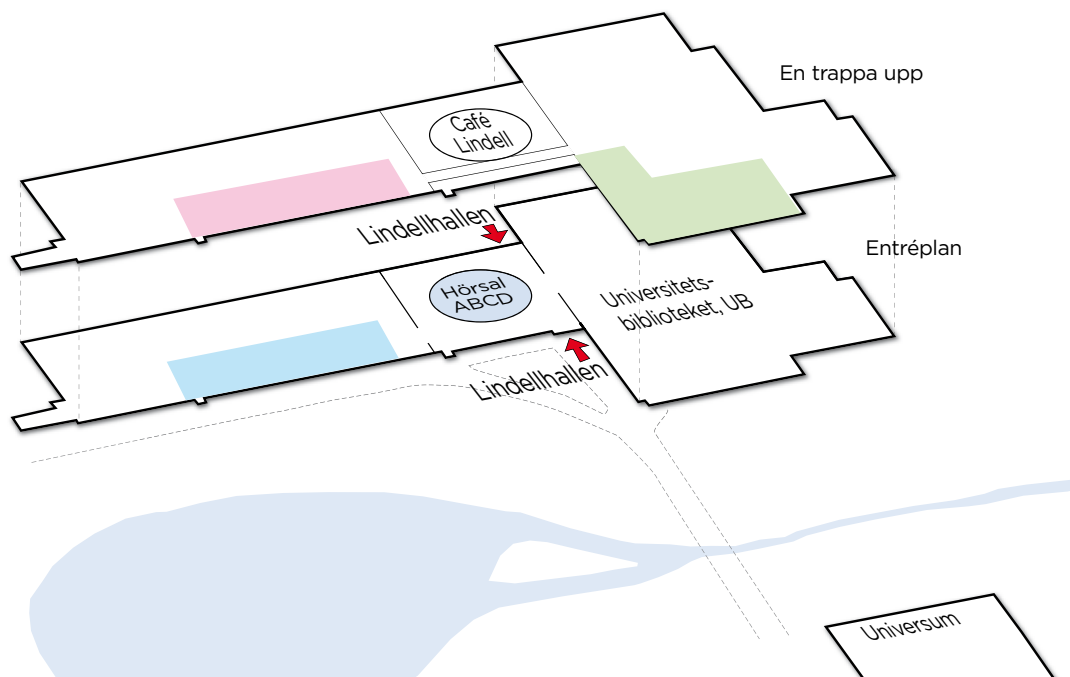 En trappa upp
Café
Lindell
Lindellhallen
Entréplan
Hörsal
ABCD
Universitets-
biblioteket, UB
Lindellhallen
Universum